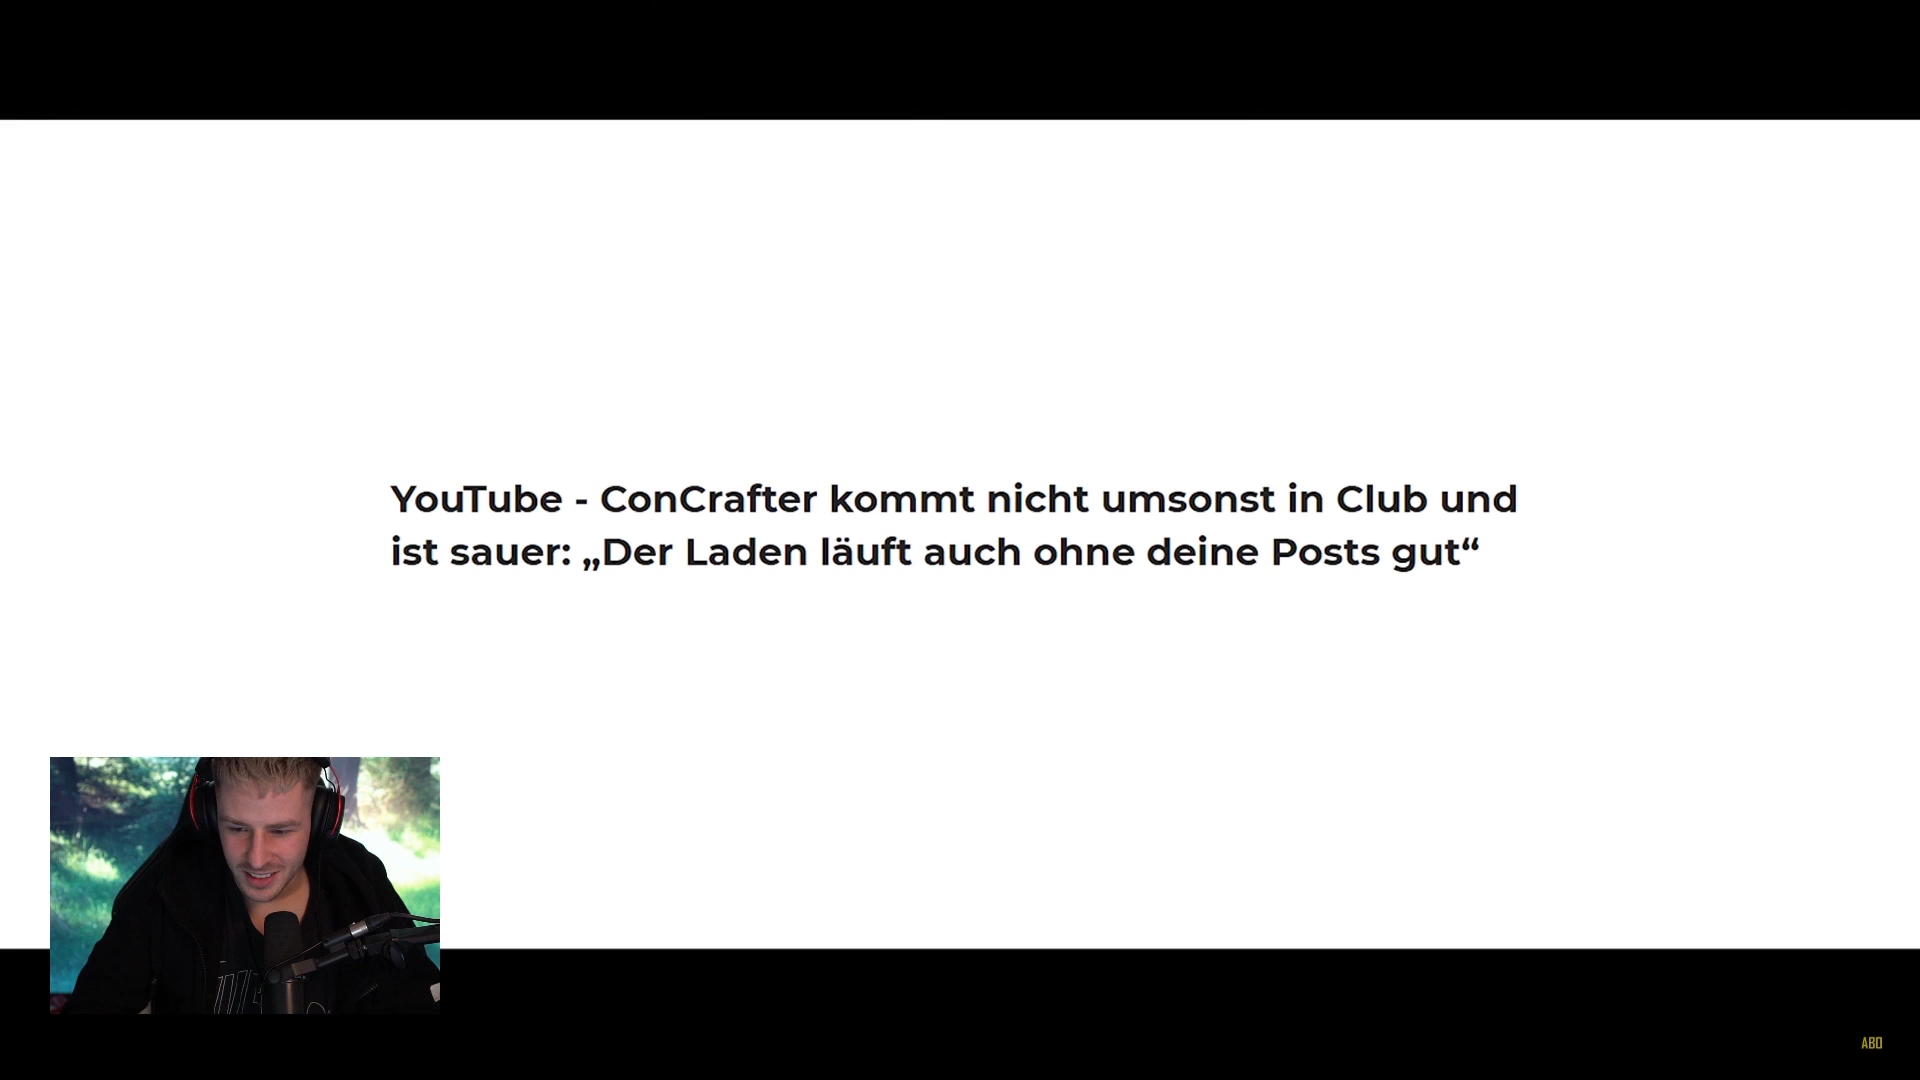 YouTube - ConCrafter kommt nicht umsonst in Club und
ist sauer: „Der Laden läuft auch ohne deine Posts gut“
ABO